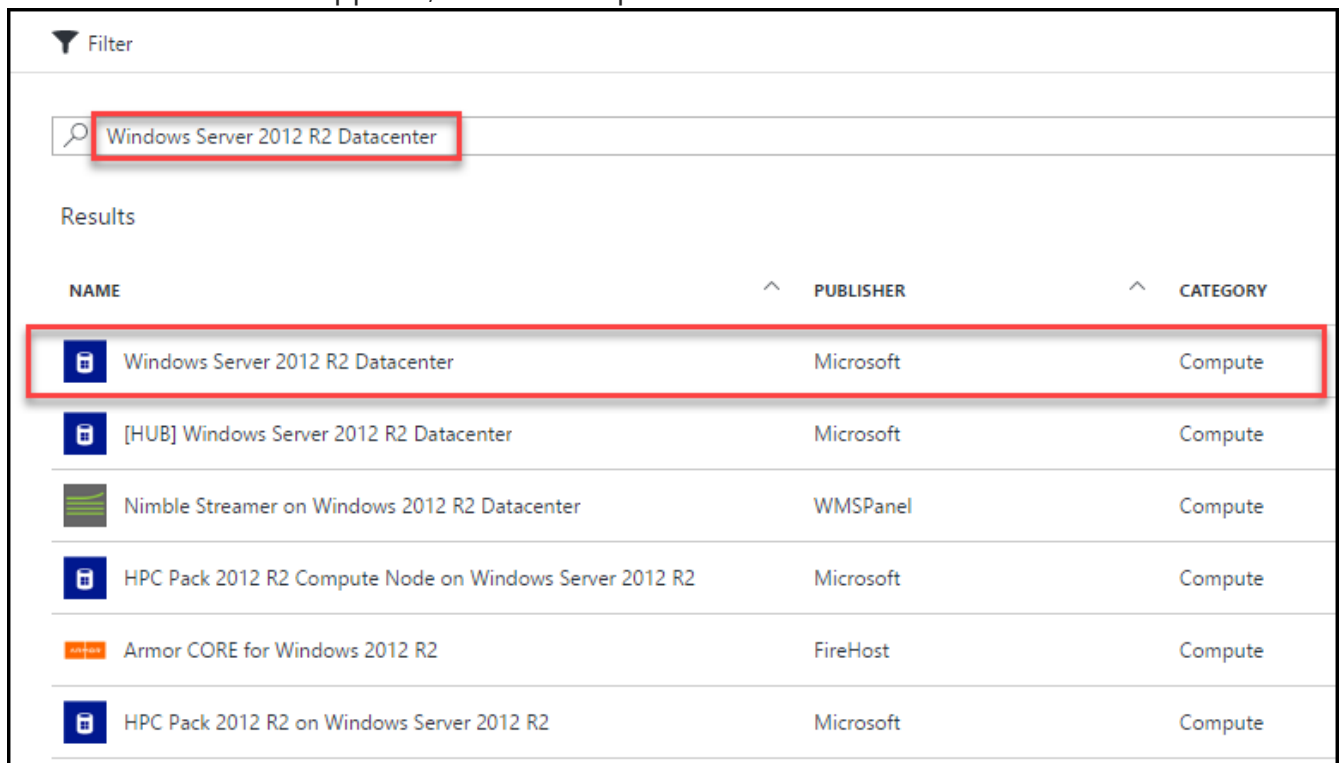 Filter
Windows Server 2012 R2 Datacenter
Results
NAME PUBLISHER CATEGORY
Windows Server 2012 R2 Datacenter Microsoft Compute
[HUB] Windows Server 2012 R2 Datacenter Microsoft Compute
Nimble Streamer on Windows 2012 R2 Datacenter WMSPanel Compute
HPC Pack 2012 R2 Compute Node on Windows Server 2012 R2 Microsoft Compute
Armor CORE for Windows 2012 R2 FireHost Compute
HPC Pack 2012 R2 on Windows Server 2012 R2 Microsoft Compute